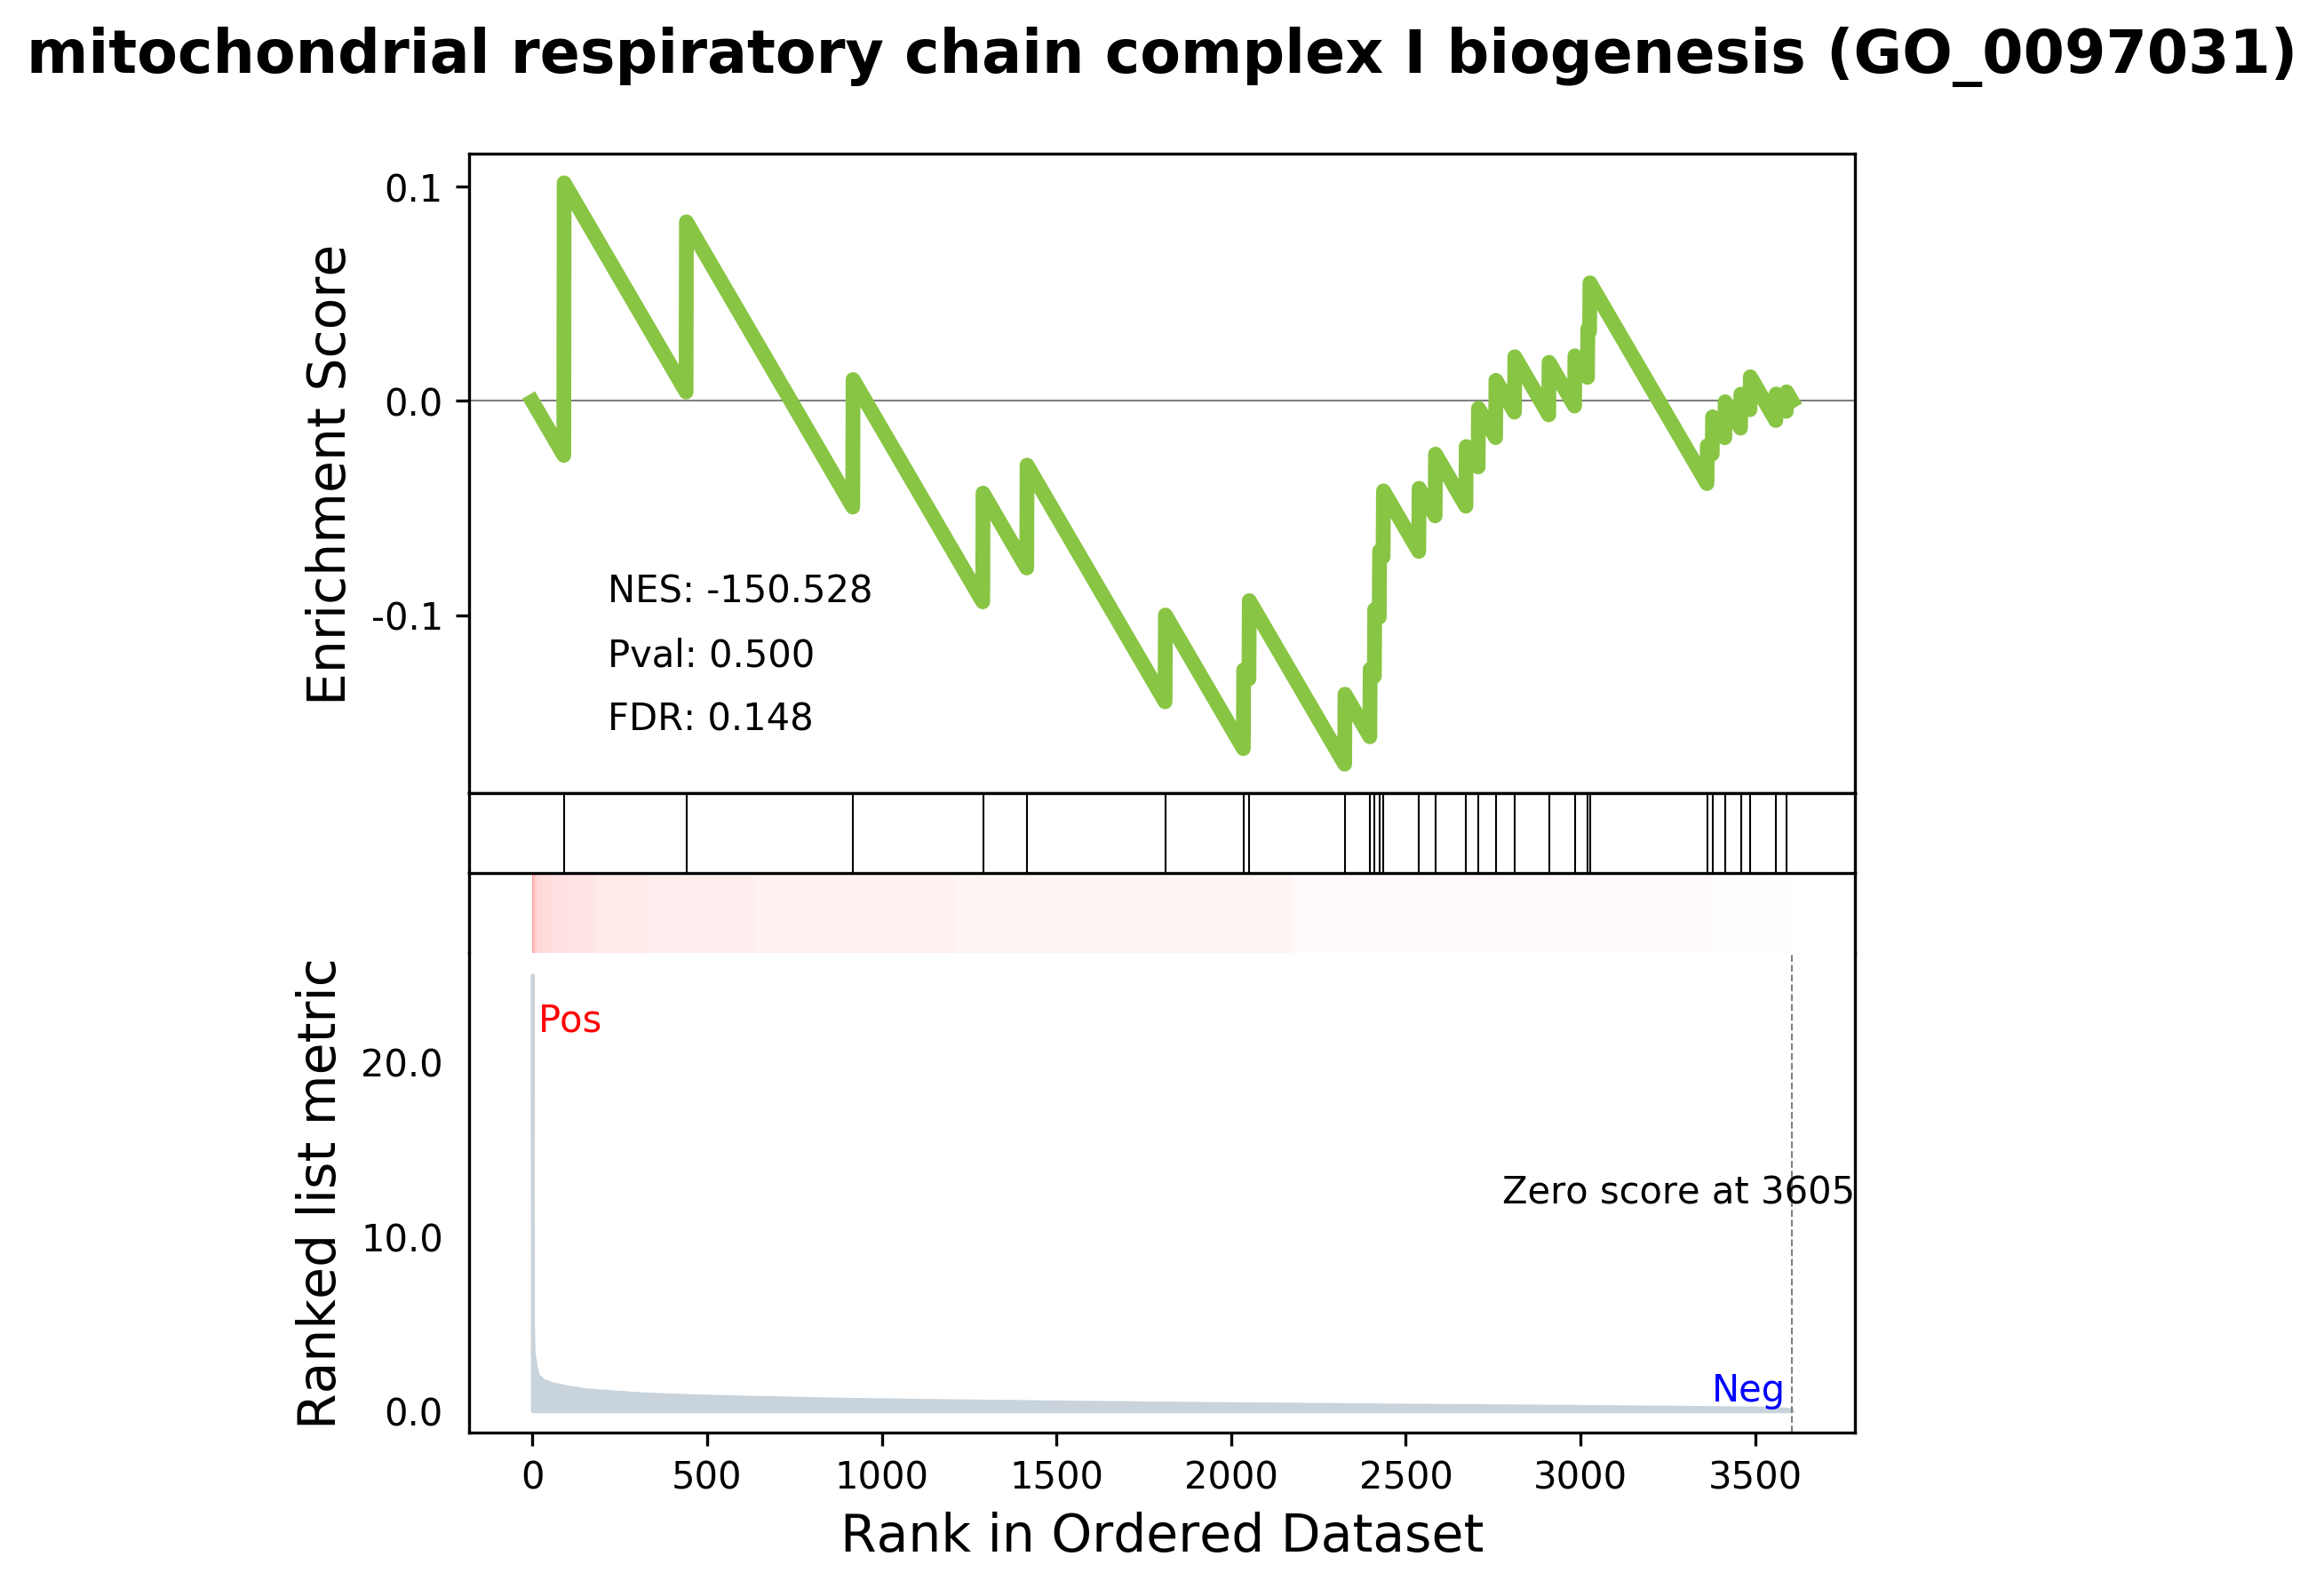 mitochondrial respiratory chain complex I biogenesis (GO_0097031)
Enrichment Score
0.1
0.0
-0.1
NES: -150.528
Pval: 0.500
FDR: 0.148
Ranked list metric
Pos
20.0
Zero score at 3605
10.0
Neg
0.0
0 500 1000 1500 2000 2500 3000 3500
Rank in Ordered Dataset